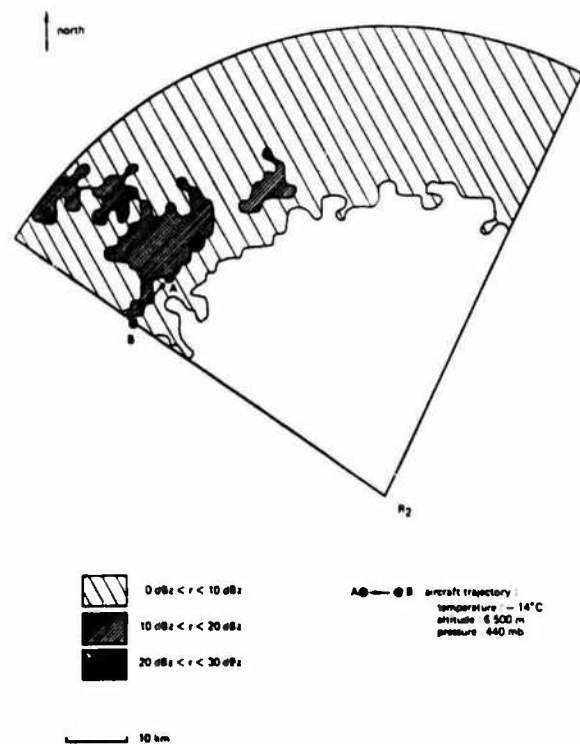 north
A
B
R2
0 dBz < r < 10 dBz
10 dBz < r < 20 dBz
20 dBz < r < 30 dBz
10 km
A B aircraft trajectory :
temperature : – 14°C
altitude : 6 500 m
pressure : 440 mb